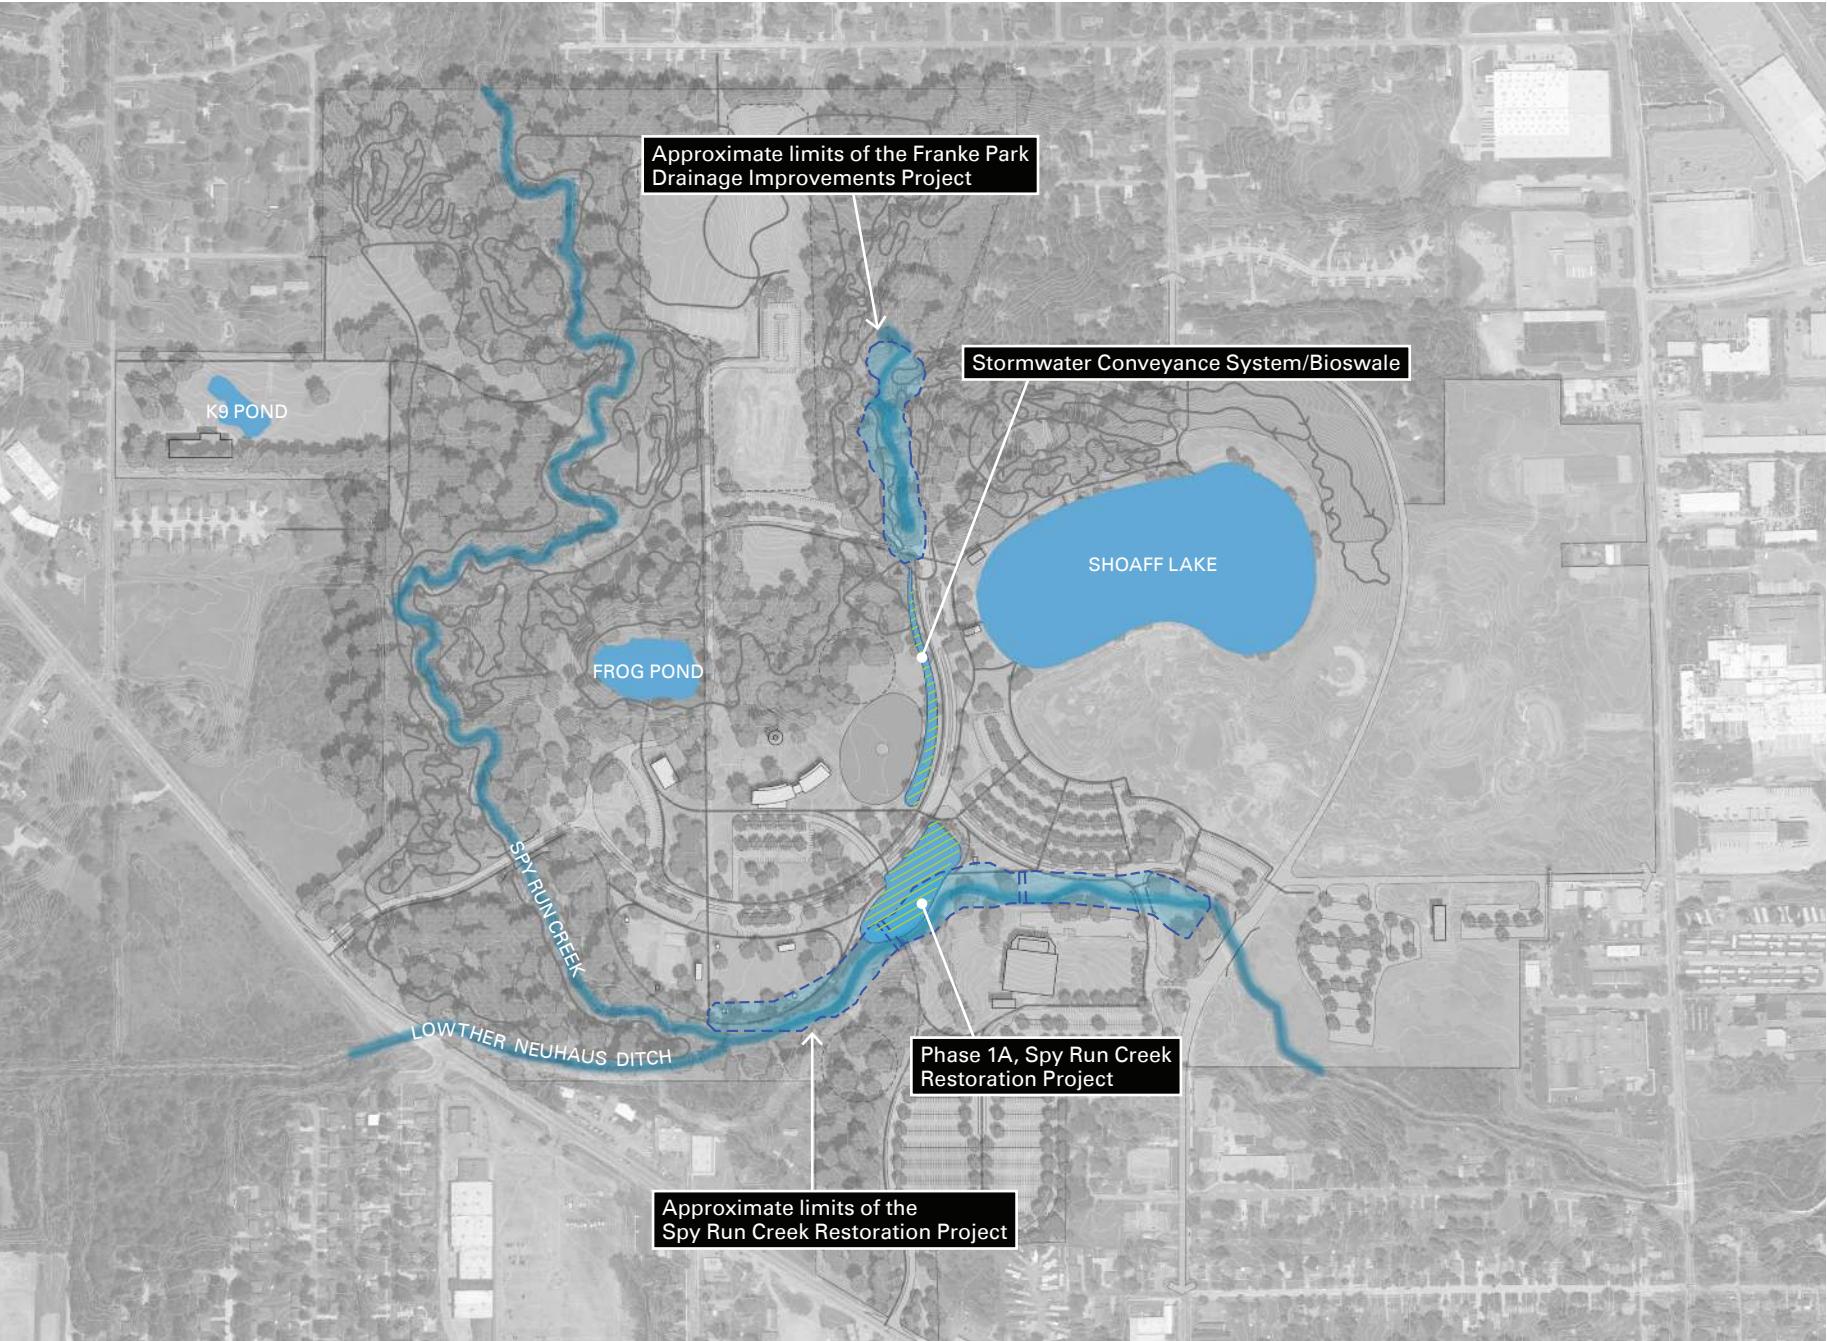 Approximate limits of the Franke Park
Drainage Improvements Project
Stormwater Conveyance System/Bioswale
K9 POND
SHOAFF LAKE
FROG POND
SPY RUN CREEK
LOWTHER NEUHAUS DITCH
Phase 1A, Spy Run Creek
Restoration Project
Approximate limits of the
Spy Run Creek Restoration Project